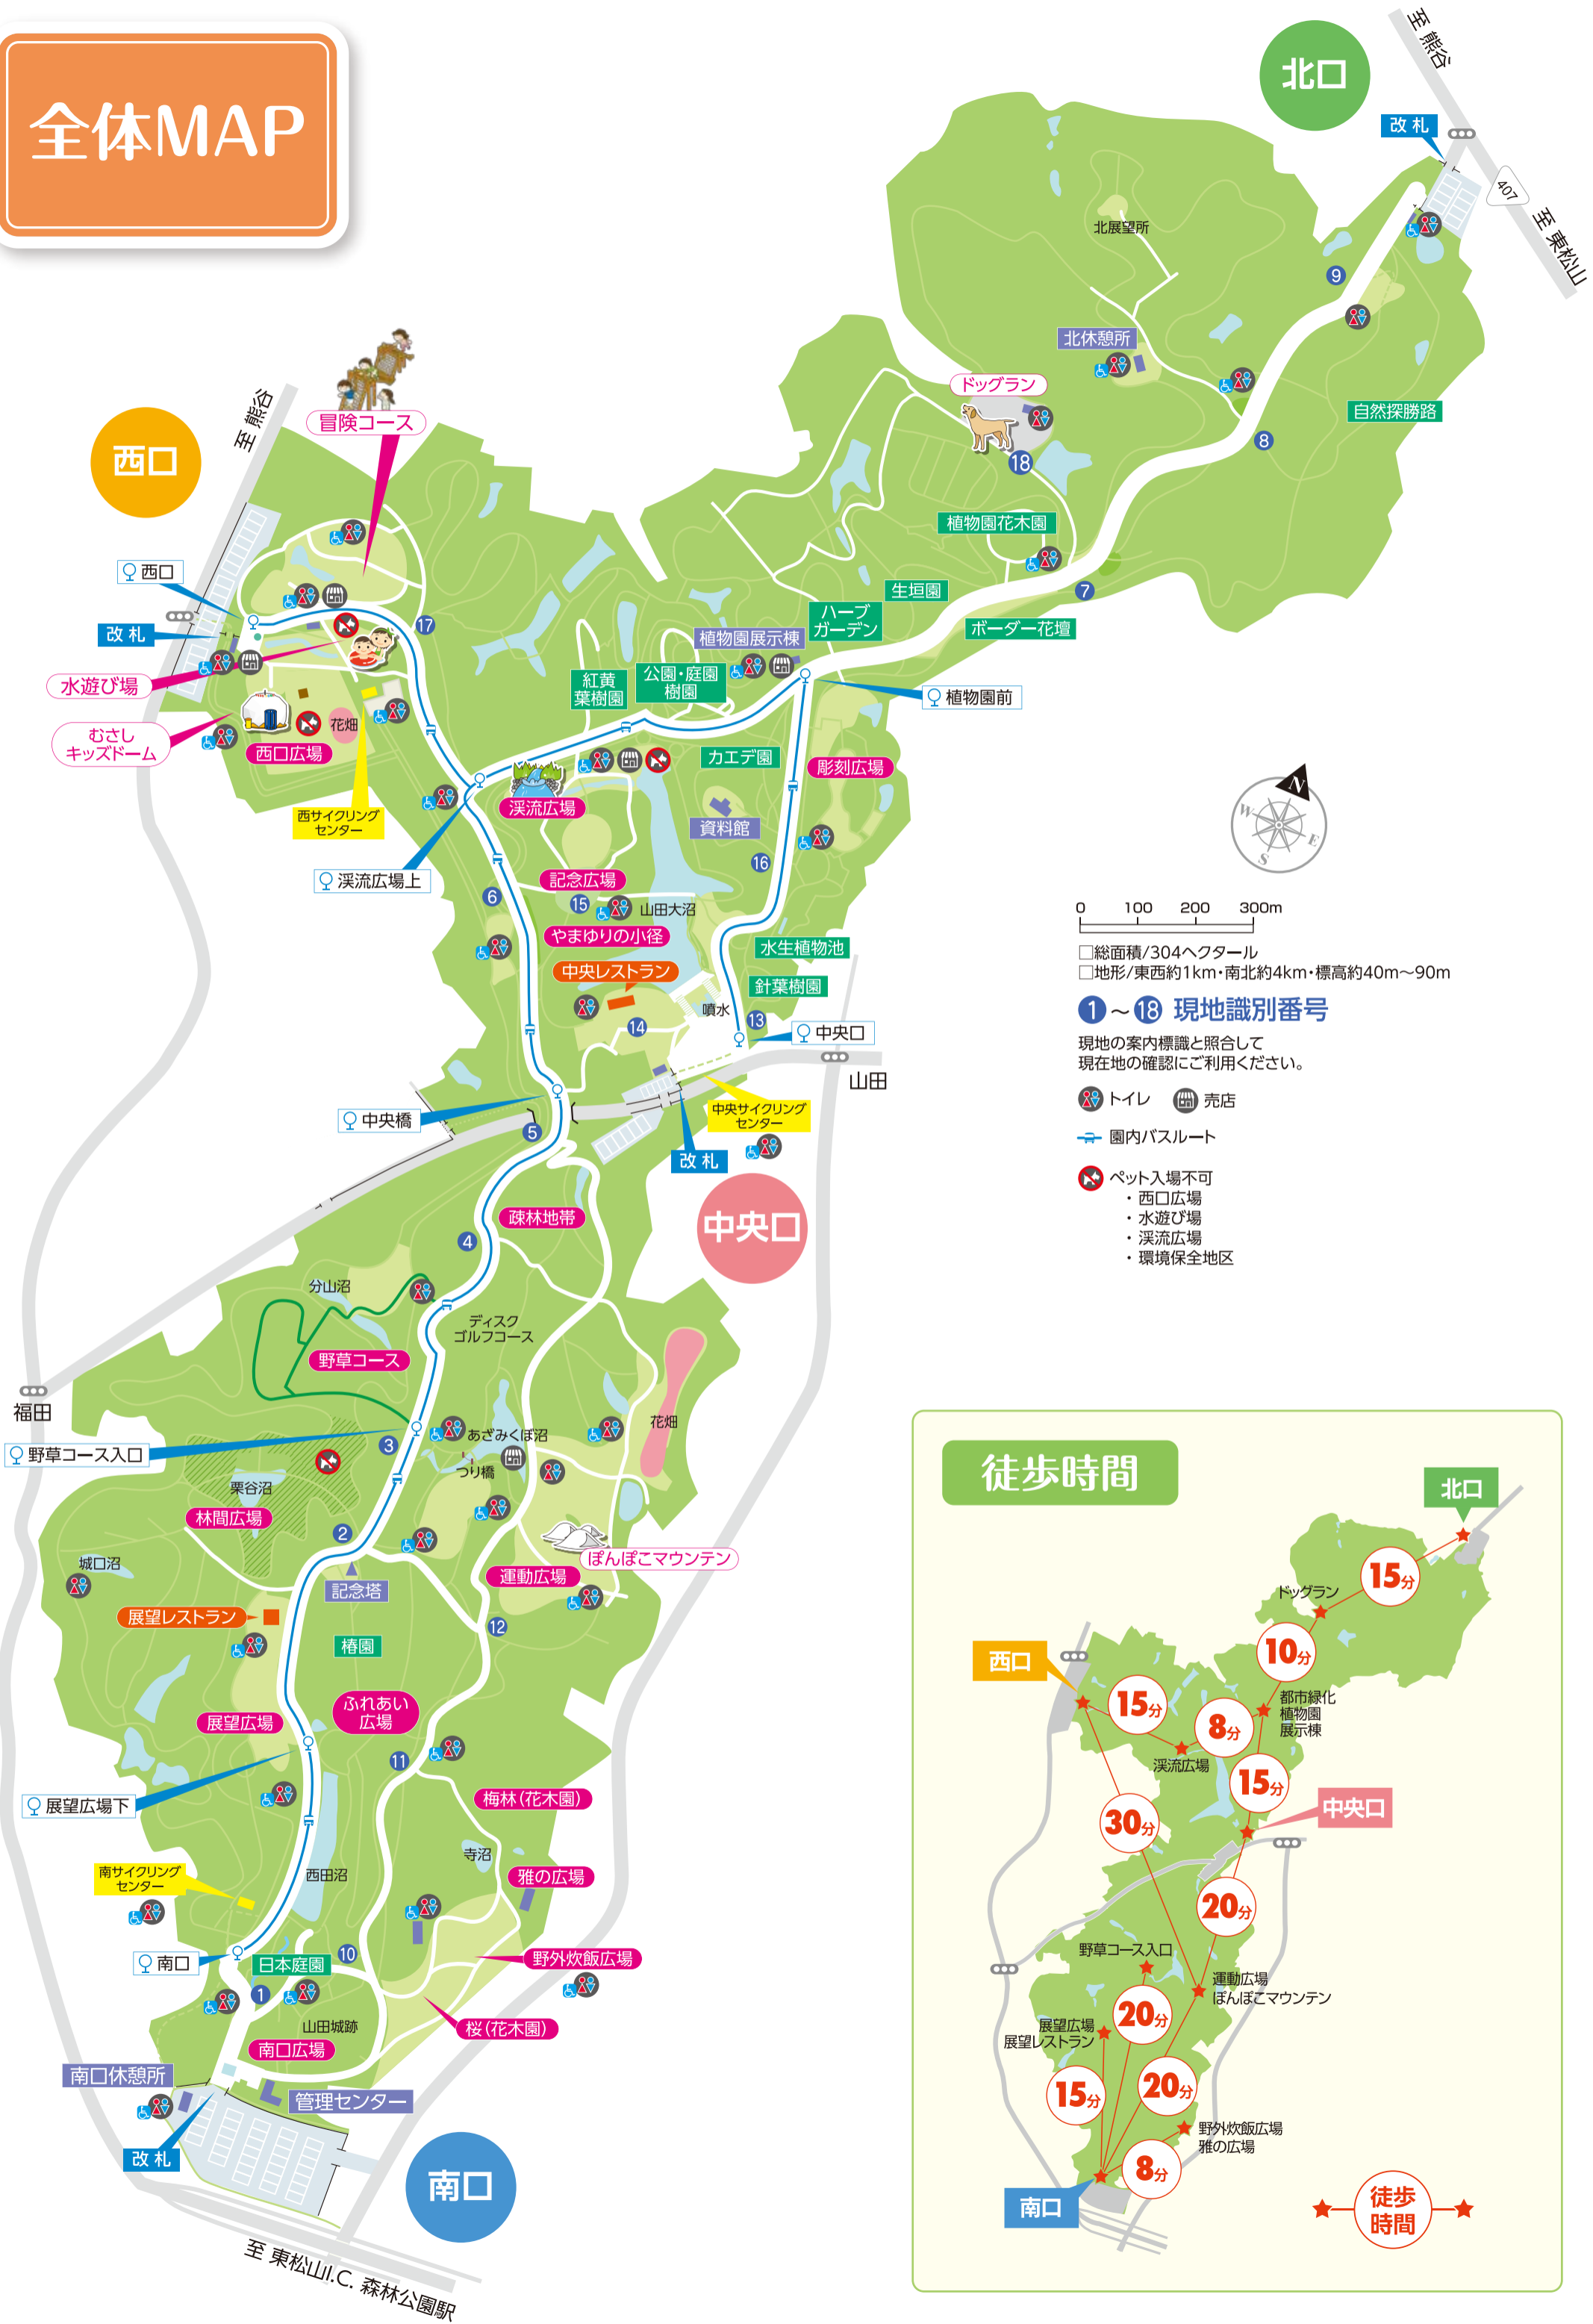 全体MAP
北口
至 熊谷
改 札
407
至 東松山
北展望所
9
北休憩所
ドッグラン
自然探勝路
8
18
至 熊谷
冒険コース
西口
植物園花木園
西口
生垣園
7
ハーブ
ガーデン
17
ボーダー花壇
改 札
植物園展示棟
水遊び場
紅黄
葉樹園
公園・庭園
樹園
植物園前
むさし
キッズドーム
花畑
西口広場
カエデ園
彫刻広場
西サイクリング
センター
渓流広場
資料館
16
渓流広場上
記念広場
6
15
山田大沼
やまゆりの小径
水生植物池
中央レストラン
針葉樹園
噴水
14
13
中央口
山田
中央橋
5
中央サイクリング
センター
改 札
中央口
疎林地帯
4
分山沼
ディスク
ゴルフコース
野草コース
福田
花畑
野草コース入口
3
あざみくぼ沼
つり橋
栗谷沼
林間広場
2
城口沼
ぽんぽこマウンテン
記念塔
運動広場
展望レストラン
12
椿園
ふれあい
広場
展望広場
11
梅林(花木園)
展望広場下
寺沼
南サイクリング
センター
西田沼
雅の広場
10
野外炊飯広場
南口
日本庭園
1
山田城跡
桜(花木園)
南口広場
南口休憩所
管理センター
改 札
南口
至 東松山I.C. 森林公園駅
N
W
E
S
0 100 200 300m
□総面積/304ヘクタール
□地形/東西約1km・南北約4km・標高約40m〜90m
1〜18 現地識別番号
現地の案内標識と照合して
現在地の確認にご利用ください。
トイレ 売店
園内バスルート
ペット入場不可
・西口広場
・水遊び場
・渓流広場
・環境保全地区
徒歩時間
北口
15分
ドッグラン
10分
西口
15分
都市緑化
植物園
展示棟
8分
渓流広場
15分
中央口
30分
20分
野草コース入口
運動広場
ぽんぽこマウンテン
20分
展望広場
展望レストラン
15分
20分
野外炊飯広場
雅の広場
8分
南口
徒歩
時間